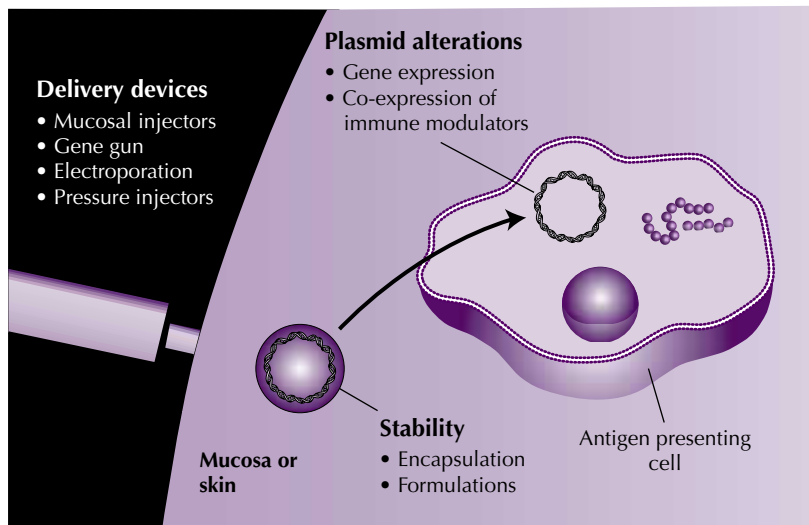 Delivery devices
• Mucosal injectors
• Gene gun
• Electroporation
• Pressure injectors
Plasmid alterations
• Gene expression
• Co-expression of
immune modulators
Stability
• Encapsulation
• Formulations
Mucosa or
skin
Antigen presenting
cell